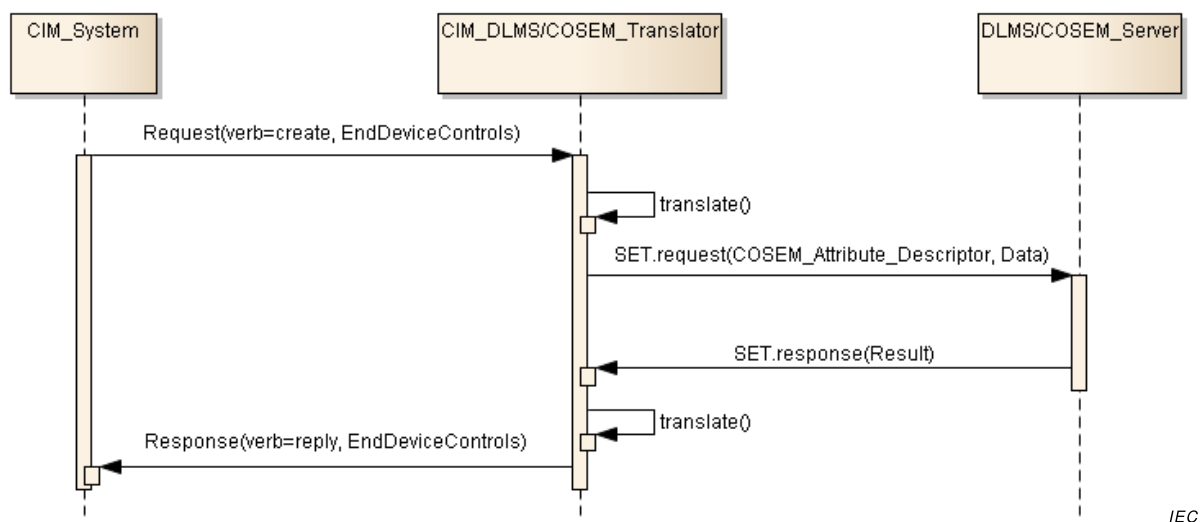 CIM_System
CIM_DLMS/COSEM_Translator
DLMS/COSEM_Server
Request(verb=create, EndDeviceControls)
translate()
SET.request(COSEM_Attribute_Descriptor, Data)
SET.response(Result)
translate()
Response(verb=reply, EndDeviceControls)
IEC